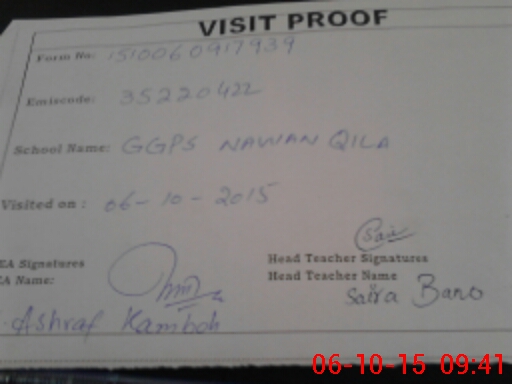 VISIT PROOF
Form No: 1510060917939
Emiscode: 35220422
School Name: GGPS NAWAN QILA
Visited on: 06-10-2015
EA Signatures
Head Teacher Signatures
EA Name:
Head Teacher Name
Ashraf Kamboh
Saira Bano
06-10-15 09:41